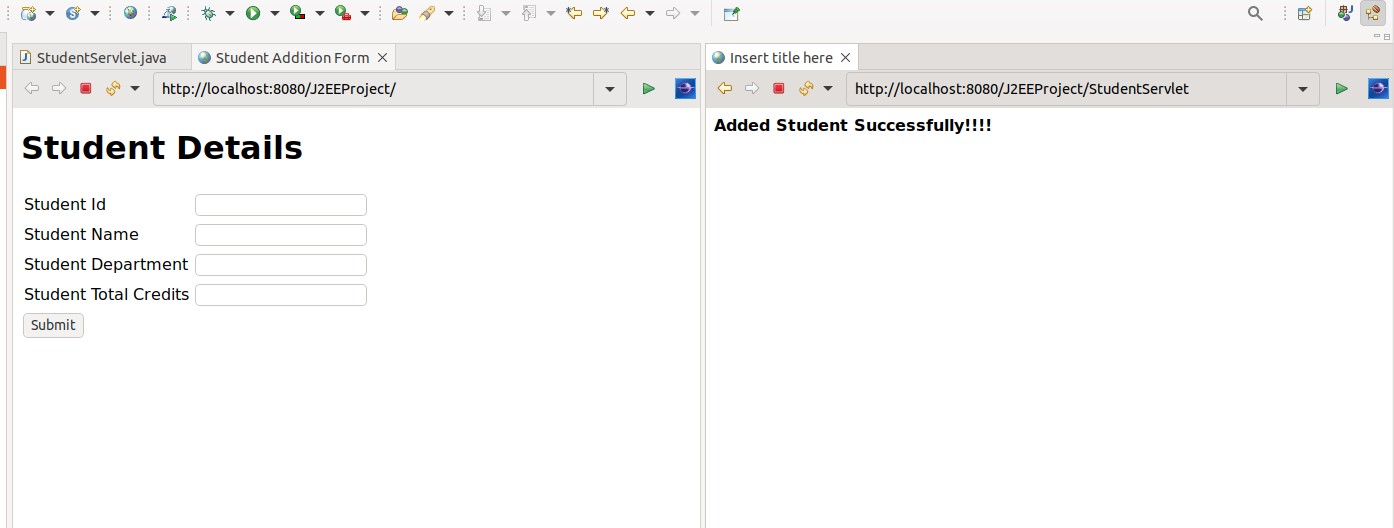 StudentServlet.java
Student Addition Form
http://localhost:8080/J2EEProject/
Student Details
Student Id
Student Name
Student Department
Student Total Credits
Submit
Insert title here
http://localhost:8080/J2EEProject/StudentServlet
Added Student Successfully!!!!